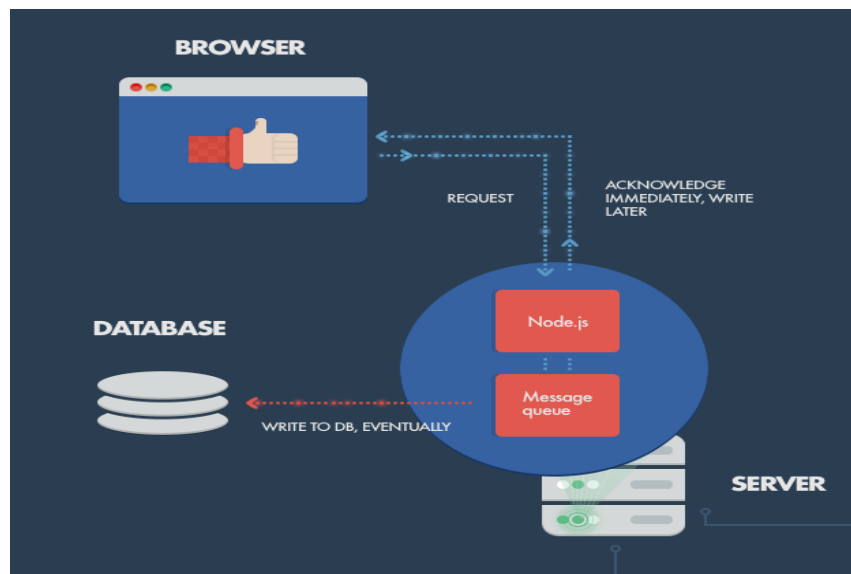 BROWSER
REQUEST
ACKNOWLEDGE
IMMEDIATELY, WRITE
LATER
Node.js
DATABASE
Message
queue
WRITE TO DB, EVENTUALLY
SERVER